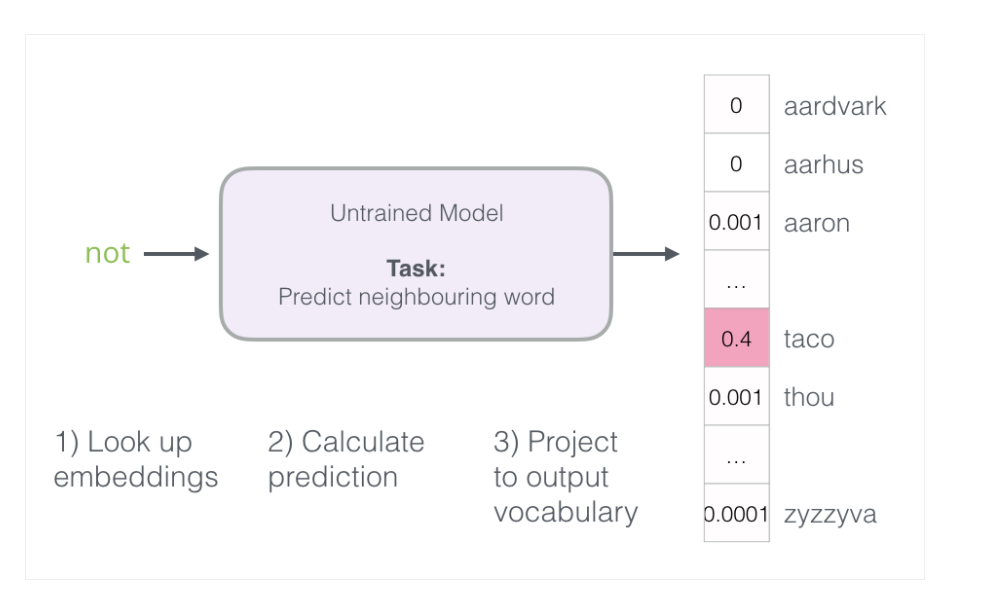 0 aardvark
0 aarhus
0.001 aaron
...
0.4 taco
0.001 thou
...
0.0001 zyzzyva
not
Untrained Model
Task:
Predict neighbouring word
1) Look up
embeddings
2) Calculate
prediction
3) Project
to output
vocabulary